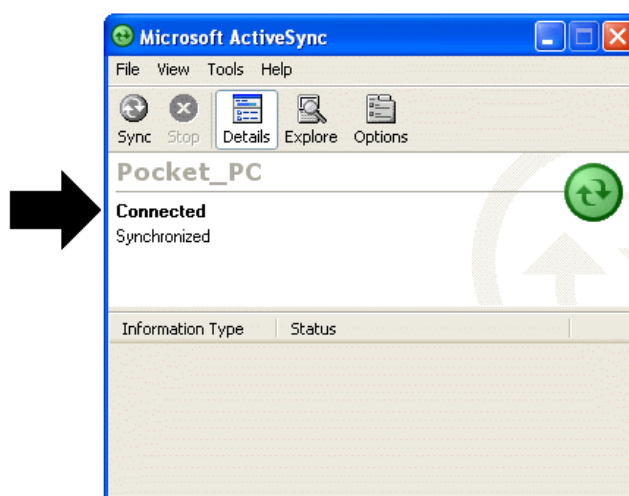 Microsoft ActiveSync
File View Tools Help
Sync Stop Details Explore Options
Pocket_PC
Connected
Synchronized
Information Type Status